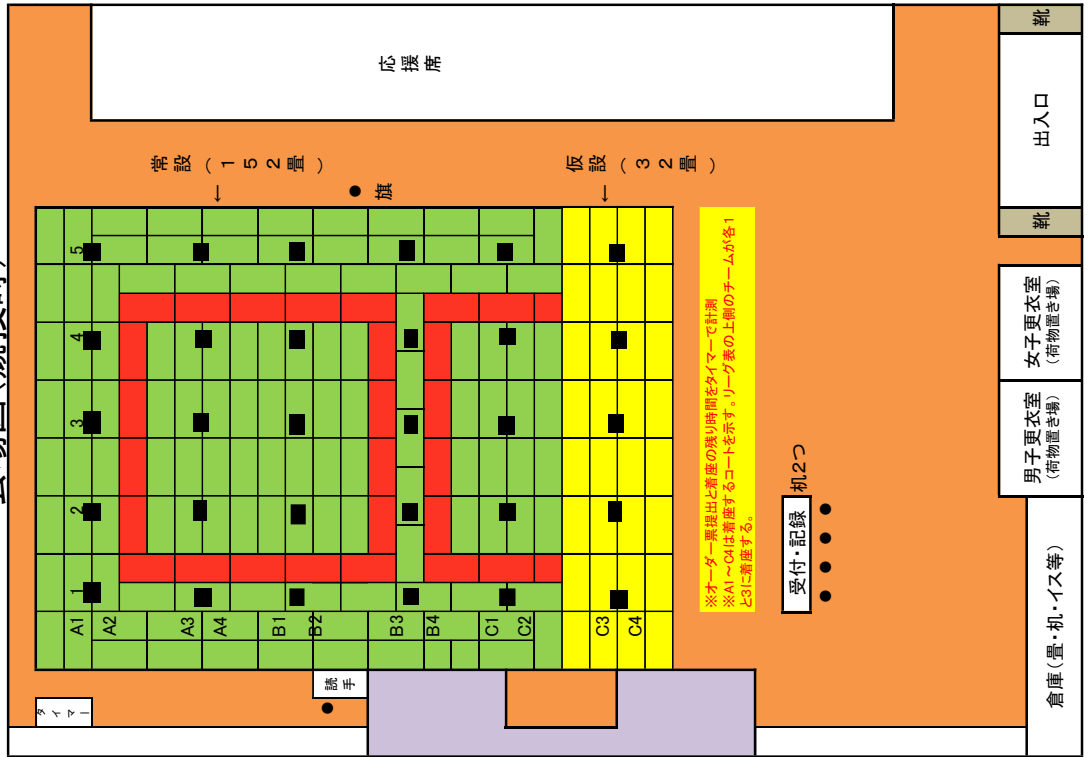 応援席
靴
出入口
靴
常設(152畳)
↓
旗
仮設(32畳)
↓
5
4
3
2
1
A1
A2
A3
A4
B1
B2
B3
B4
C1
C2
C3
C4
※オーダー票提出と着座の残り時間をタイマーで計測
※A1～C4は着座するコートを示す。リーグ表の上側のチームが各1
と3に着座する。
女子更衣室
(荷物置き場)
男子更衣室
(荷物置き場)
机2つ
受付・記録
タイマー
読手
倉庫(畳・机・イス等)